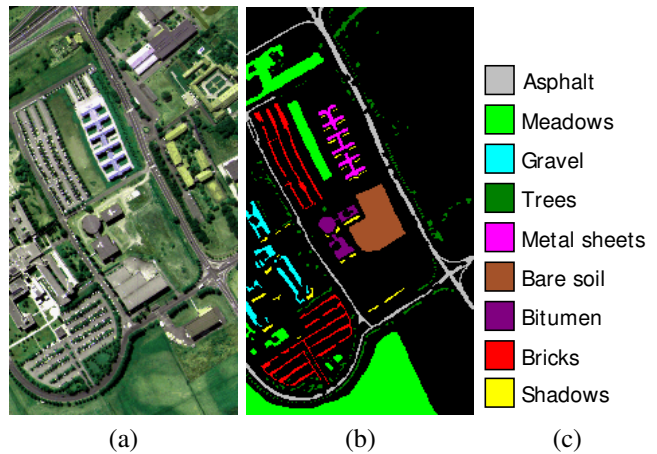 Asphalt
Meadows
Gravel
Trees
Metal sheets
Bare soil
Bitumen
Bricks
Shadows
(a) (b) (c)